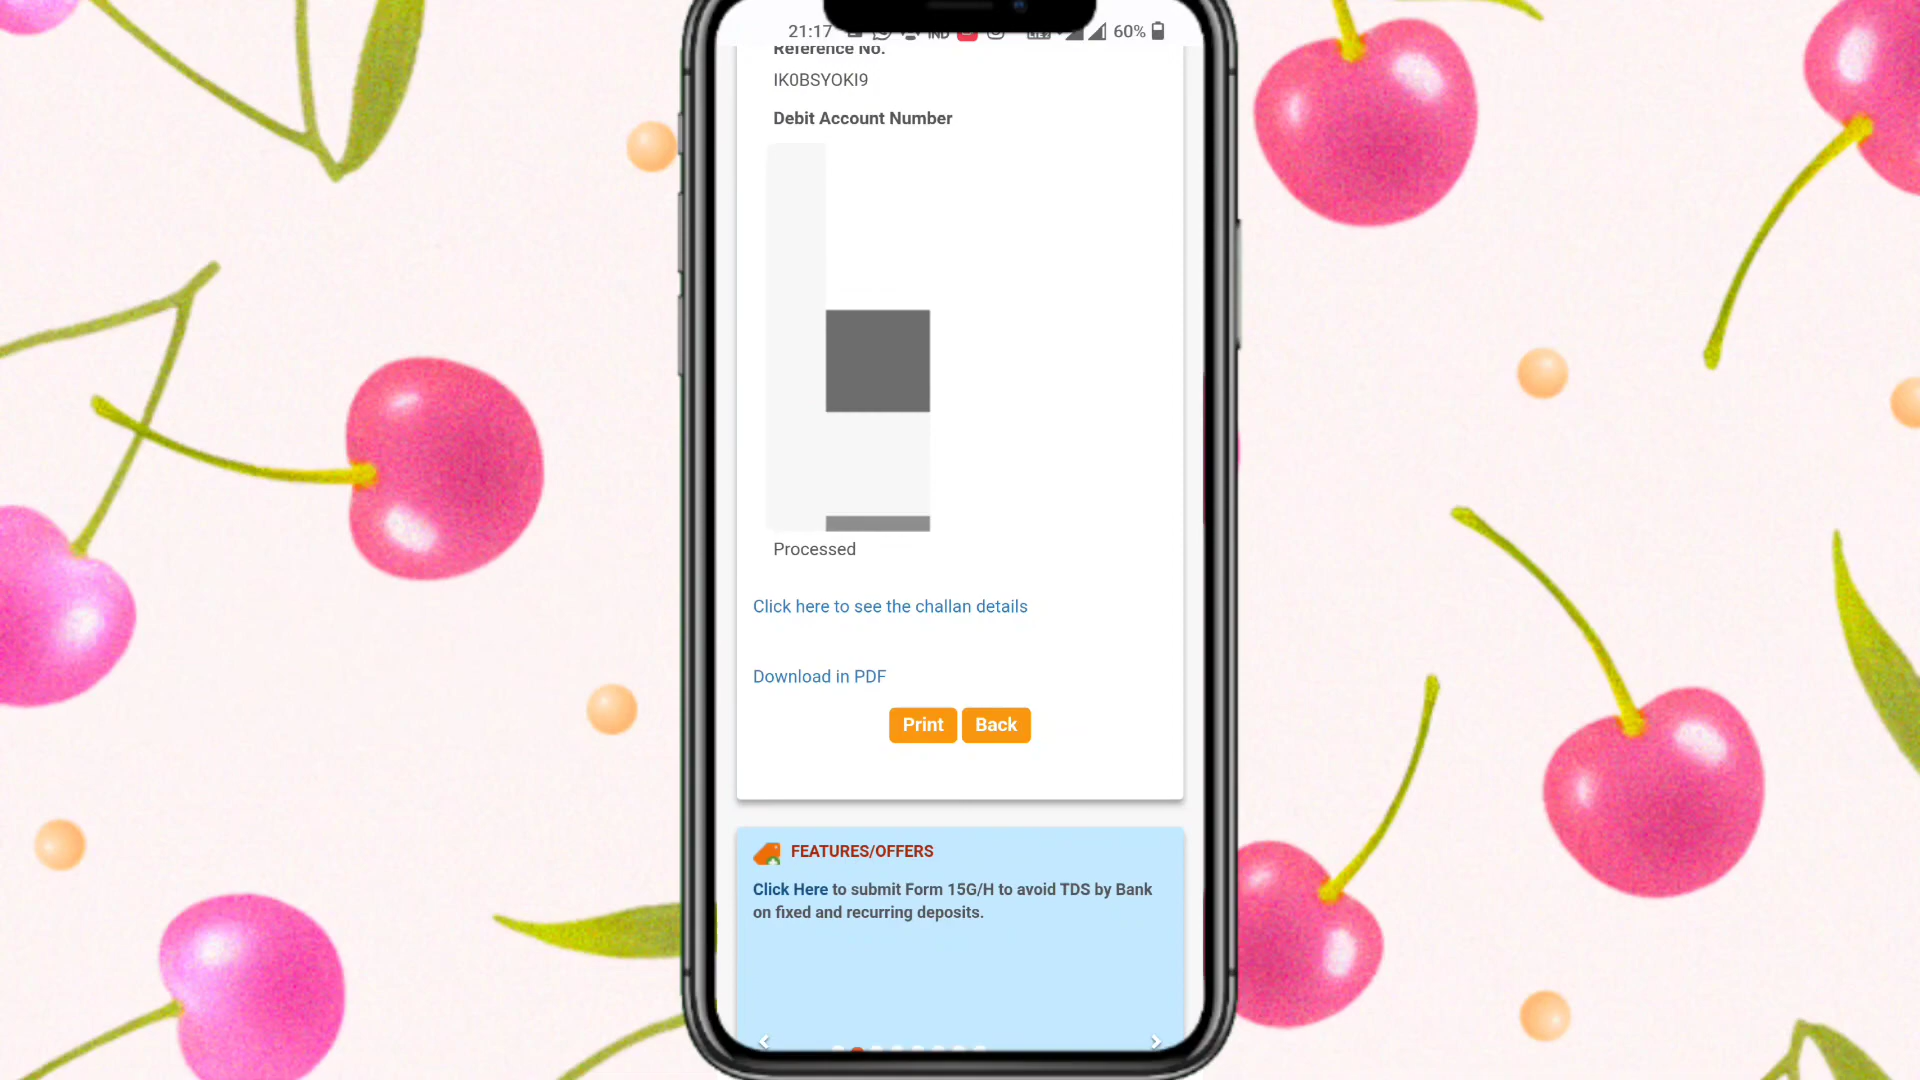 21:17 60%
Reference No.
IK0BSYOKI9
Debit Account Number
Processed
Click here to see the challan details
Download in PDF
Print Back
FEATURES/OFFERS
Click Here to submit Form 15G/H to avoid TDS by Bank
on fixed and recurring deposits.